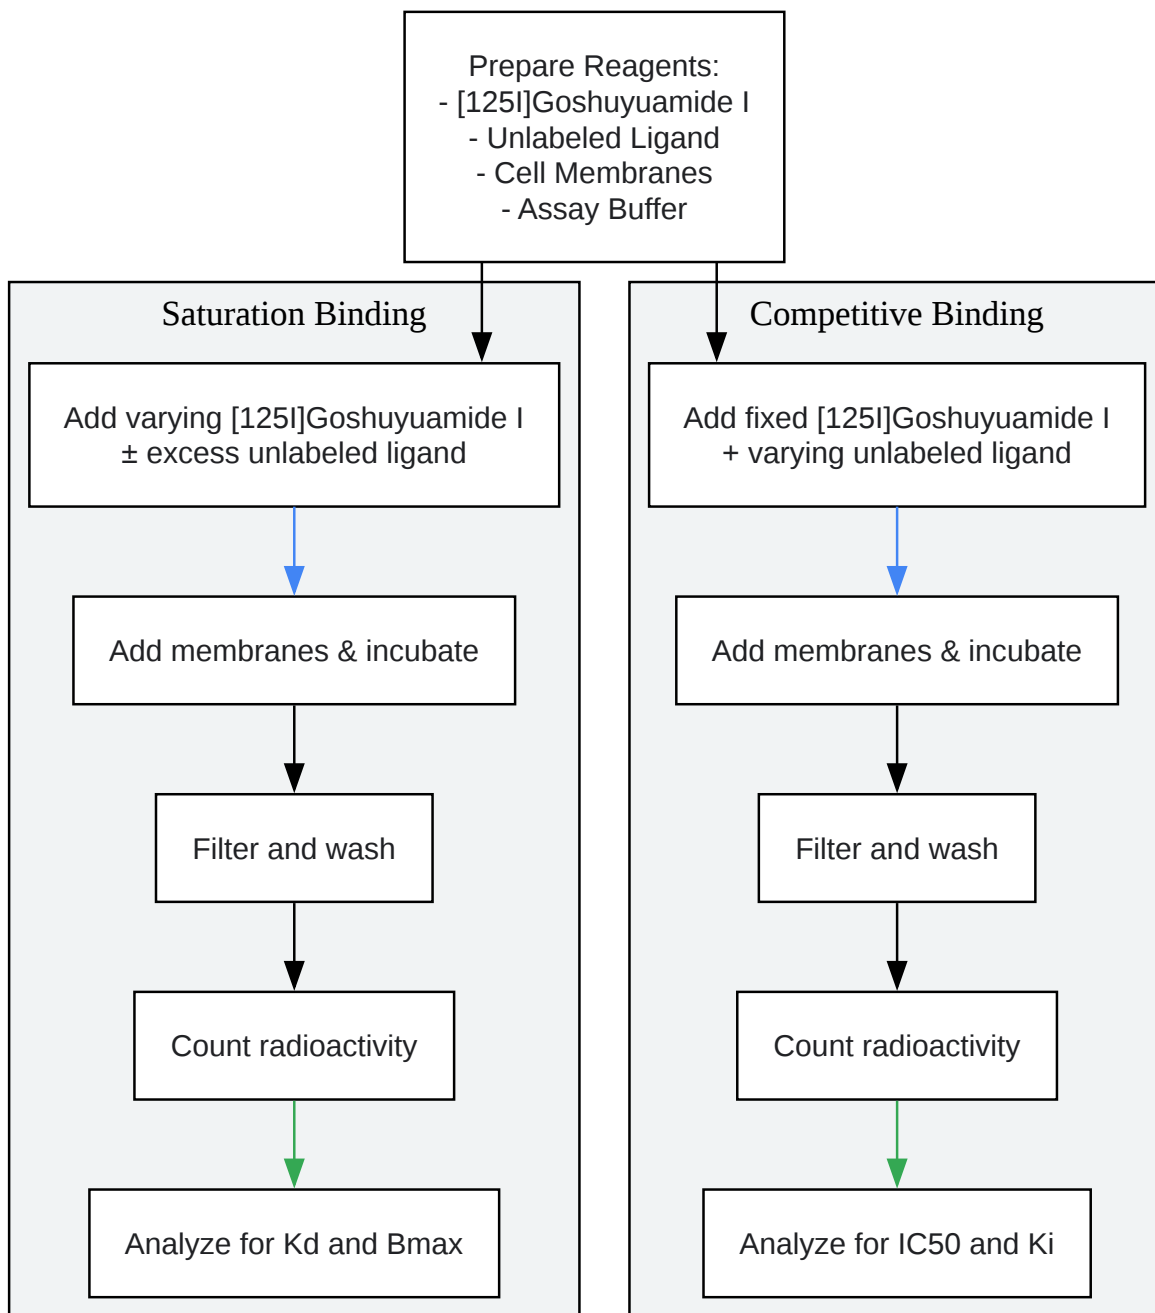 Prepare Reagents:
- [125I]Goshuyuamide I
- Unlabeled Ligand
- Cell Membranes
- Assay Buffer
Saturation Binding
Add varying [125I]Goshuyuamide I
± excess unlabeled ligand
Add membranes & incubate
Filter and wash
Count radioactivity
Analyze for Kd and Bmax
Competitive Binding
Add fixed [125I]Goshuyuamide I
+ varying unlabeled ligand
Add membranes & incubate
Filter and wash
Count radioactivity
Analyze for IC50 and Ki